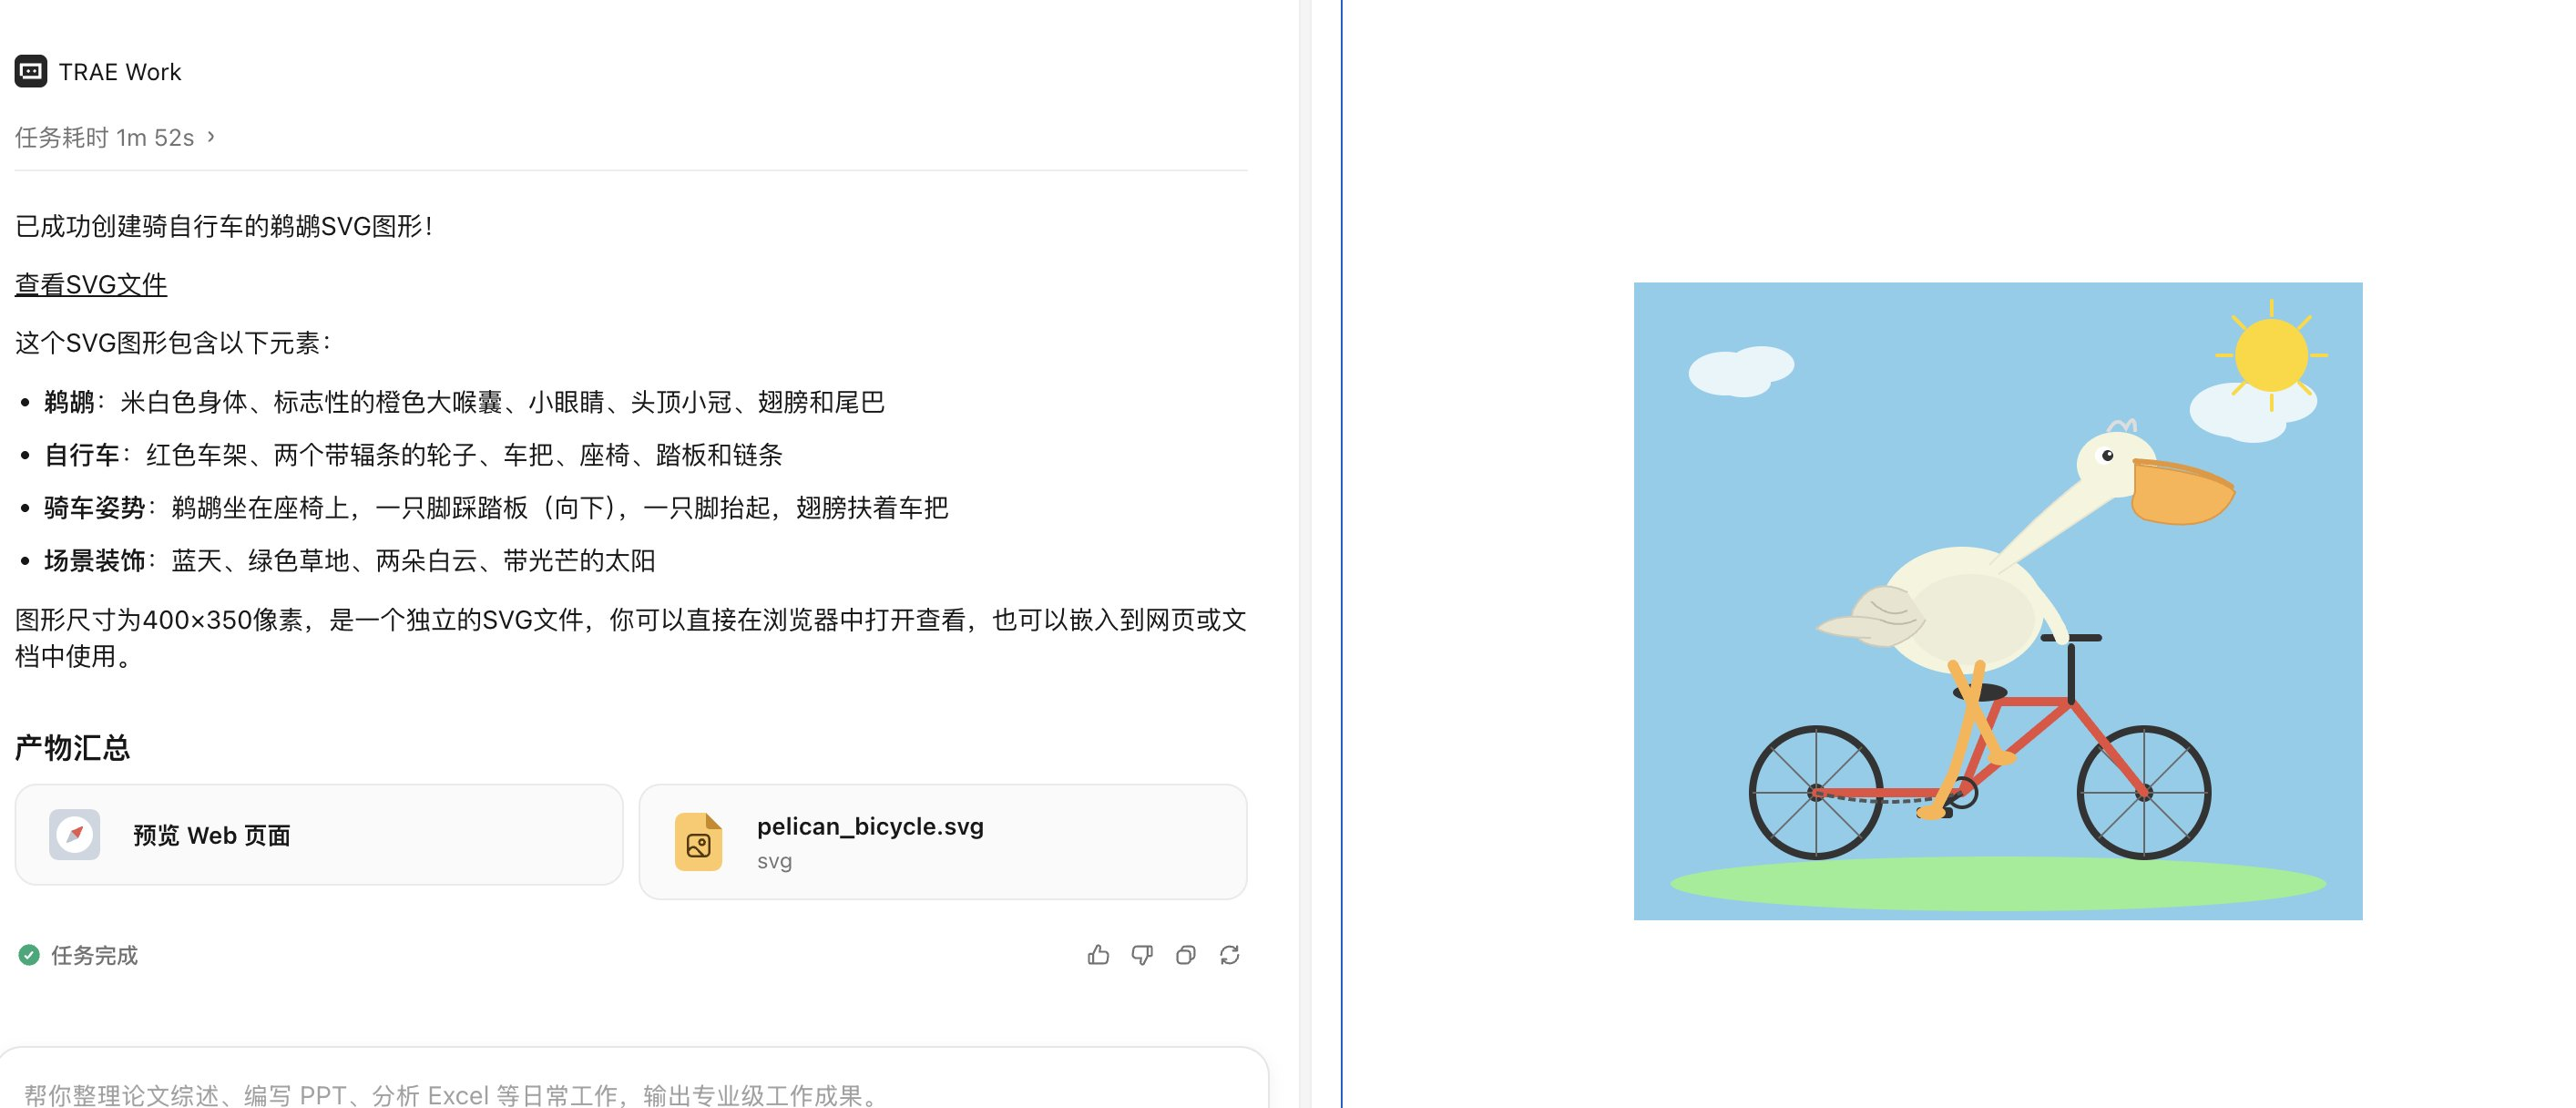 TRAE Work
任务耗时 1m 52s
已成功创建骑自行车的鹈鹕SVG图形！
查看SVG文件
这个SVG图形包含以下元素：
• 鹈鹕：米白色身体、标志性的橙色大喉囊、小眼睛、头顶小冠、翅膀和尾巴
• 自行车：红色车架、两个带辐条的轮子、车把、座椅、踏板和链条
• 骑车姿势：鹈鹕坐在座椅上，一只脚踩踏板（向下），一只脚抬起，翅膀扶着车把
• 场景装饰：蓝天、绿色草地、两朵白云、带光芒的太阳
图形尺寸为400×350像素，是一个独立的SVG文件，你可以直接在浏览器中打开查看，也可以嵌入到网页或文
档中使用。
产物汇总
预览 Web 页面
pelican_bicycle.svg
svg
任务完成
帮你整理论文综述、编写 PPT、分析 Excel 等日常工作，输出专业级工作成果。